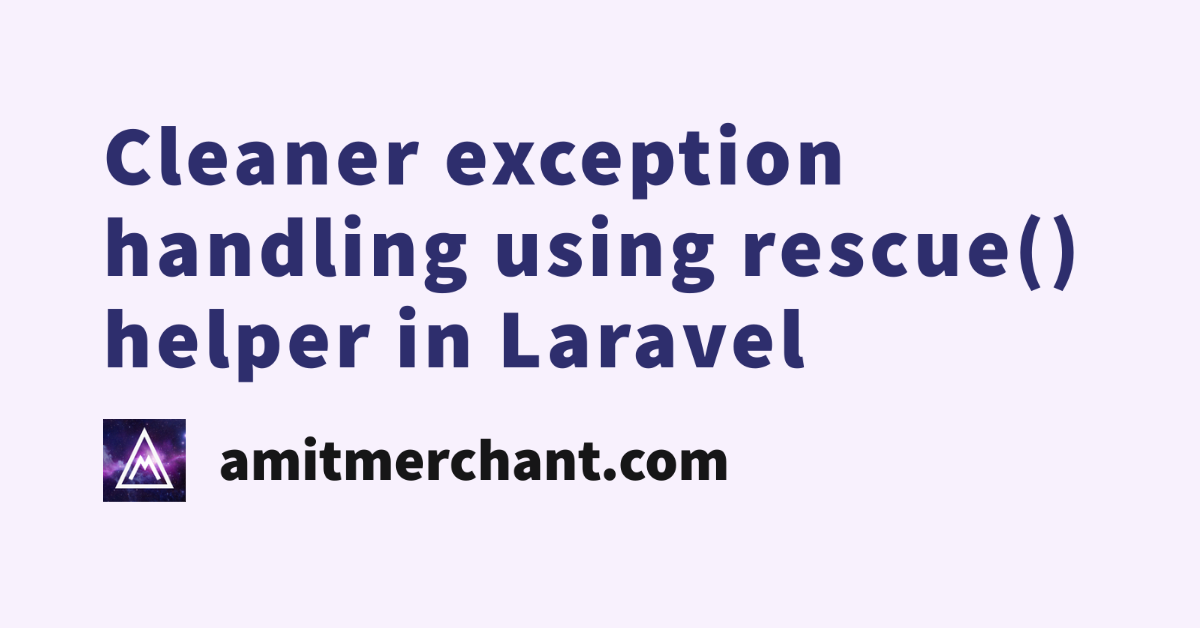 Cleaner exception
handling using rescue()
helper in Laravel
amitmerchant.com